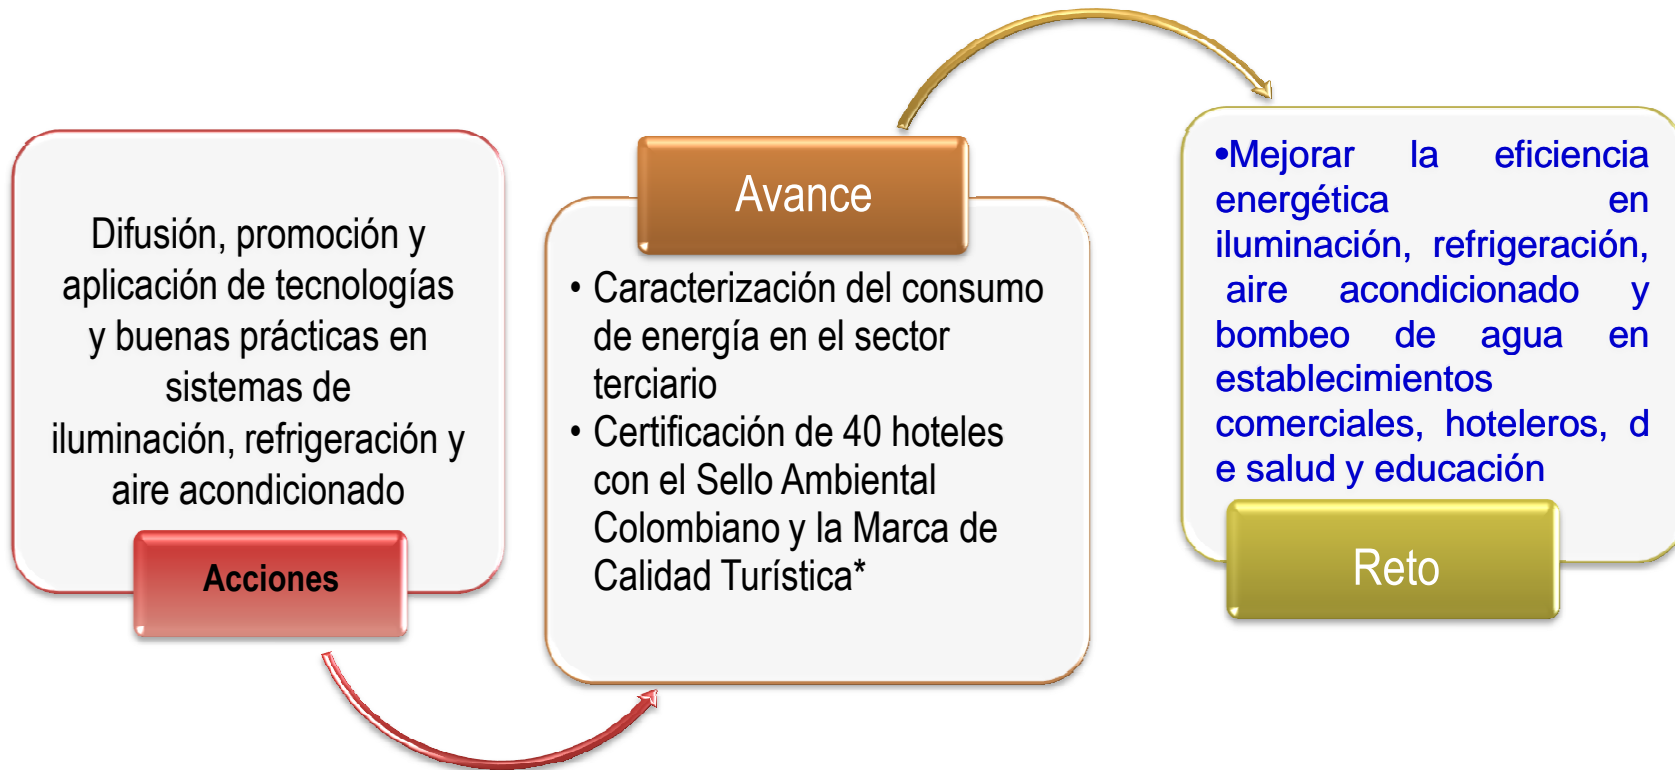 Difusión, promoción y
aplicación de tecnologías
y buenas prácticas en
sistemas de
iluminación, refrigeración y
aire acondicionado
Acciones
Avance
• Caracterización del consumo
de energía en el sector
terciario
• Certificación de 40 hoteles
con el Sello Ambiental
Colombiano y la Marca de
Calidad Turística*
•Mejorar la eficiencia
energética en
iluminación, refrigeración,
aire acondicionado y
bombeo de agua en
establecimientos
comerciales, hoteleros, d
e salud y educación
Reto